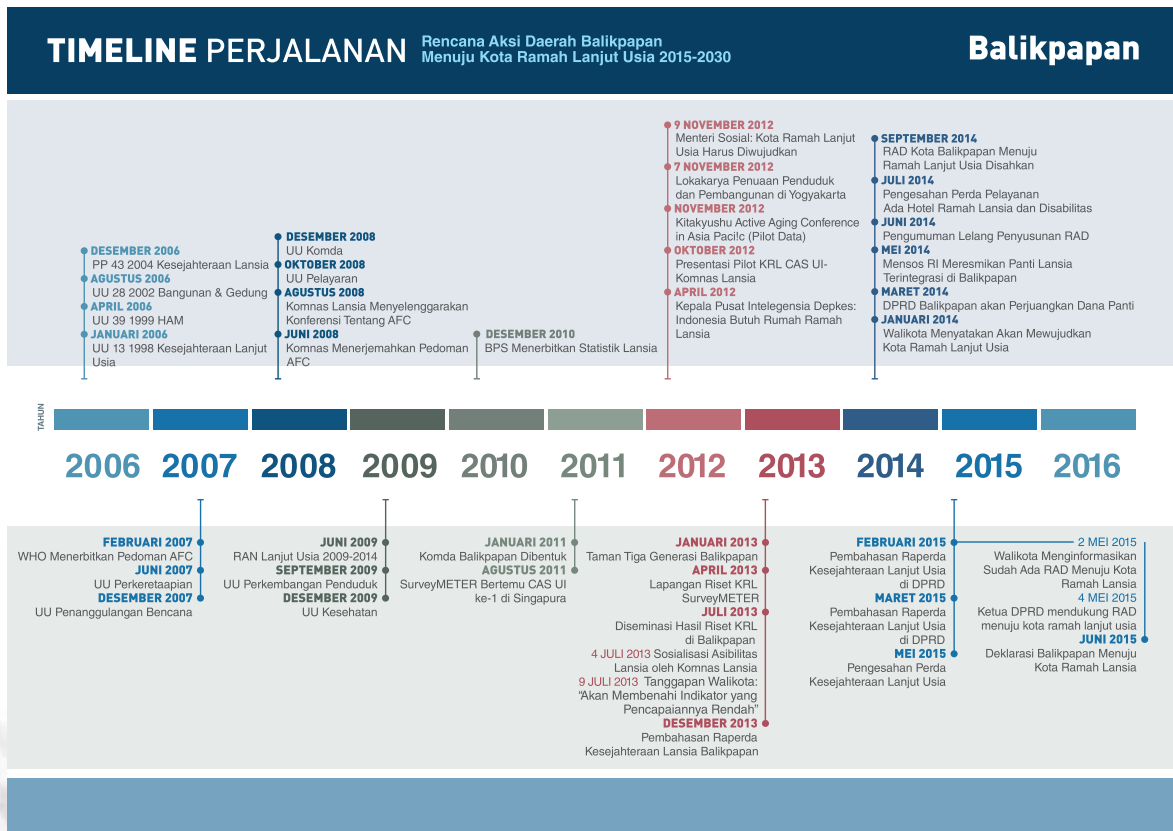 TIMELINE PERJALANAN
Rencana Aksi Daerah Balikpapan
Menuju Kota Ramah Lanjut Usia 2015-2030
Balikpapan
DESEMBER 2006
PP 43 2004 Kesejahteraan Lansia
AGUSTUS 2006
UU 28 2002 Bangunan & Gedung
APRIL 2006
UU 39 1999 HAM
JANUARI 2006
UU 13 1998 Kesejahteraan Lanjut
Usia
DESEMBER 2008
UU Komda
OKTOBER 2008
UU Pelayaran
AGUSTUS 2008
Komnas Lansia Menyelenggarakan
Konferensi Tentang AFC
JUNI 2008
Komnas Menerjemahkan Pedoman
AFC
DESEMBER 2010
BPS Menerbitkan Statistik Lansia
9 NOVEMBER 2012
Menteri Sosial: Kota Ramah Lanjut
Usia Harus Diwujudkan
7 NOVEMBER 2012
Lokakarya Penuaan Penduduk
dan Pembangunan di Yogyakarta
NOVEMBER 2012
Kitakyushu Active Aging Conference
in Asia Paci!c (Pilot Data)
OKTOBER 2012
Presentasi Pilot KRL CAS UI-
Komnas Lansia
APRIL 2012
Kepala Pusat Intelegensia Depkes:
Indonesia Butuh Rumah Ramah
Lansia
SEPTEMBER 2014
RAD Kota Balikpapan Menuju
Ramah Lanjut Usia Disahkan
JULI 2014
Pengesahan Perda Pelayanan
Ada Hotel Ramah Lansia dan Disabilitas
JUNI 2014
Pengumuman Lelang Penyusunan RAD
MEI 2014
Mensos RI Meresmikan Panti Lansia
Terintegrasi di Balikpapan
MARET 2014
DPRD Balikpapan akan Perjuangkan Dana Panti
JANUARI 2014
Walikota Menyatakan Akan Mewujudkan
Kota Ramah Lanjut Usia
TAHUN
2006 2007 2008 2009 2010 2011 2012 2013 2014 2015 2016
FEBRUARI 2007
WHO Menerbitkan Pedoman AFC
JUNI 2007
UU Perkeretaapian
DESEMBER 2007
UU Penanggulangan Bencana
JUNI 2009
RAN Lanjut Usia 2009-2014
SEPTEMBER 2009
UU Perkembangan Penduduk
DESEMBER 2009
UU Kesehatan
JANUARI 2011
Komda Balikpapan Dibentuk
AGUSTUS 2011
SurveyMETER Bertemu CAS UI
ke-1 di Singapura
JANUARI 2013
Taman Tiga Generasi Balikpapan
APRIL 2013
Lapangan Riset KRL
SurveyMETER
JULI 2013
Diseminasi Hasil Riset KRL
di Balikpapan
4 JULI 2013 Sosialisasi Asibilitas
Lansia oleh Komnas Lansia
9 JULI 2013 Tanggapan Walikota:
“Akan Membenahi Indikator yang
Pencapaiannya Rendah”
DESEMBER 2013
Pembahasan Raperda
Kesejahteraan Lansia Balikpapan
FEBRUARI 2015
Pembahasan Raperda
Kesejahteraan Lanjut Usia
di DPRD
MARET 2015
Pembahasan Raperda
Kesejahteraan Lanjut Usia
di DPRD
MEI 2015
Pengesahan Perda
Kesejahteraan Lanjut Usia
2 MEI 2015
Walikota Menginformasikan
Sudah Ada RAD Menuju Kota
Ramah Lansia
4 MEI 2015
Ketua DPRD mendukung RAD
menuju kota ramah lanjut usia
JUNI 2015
Deklarasi Balikpapan Menuju
Kota Ramah Lansia